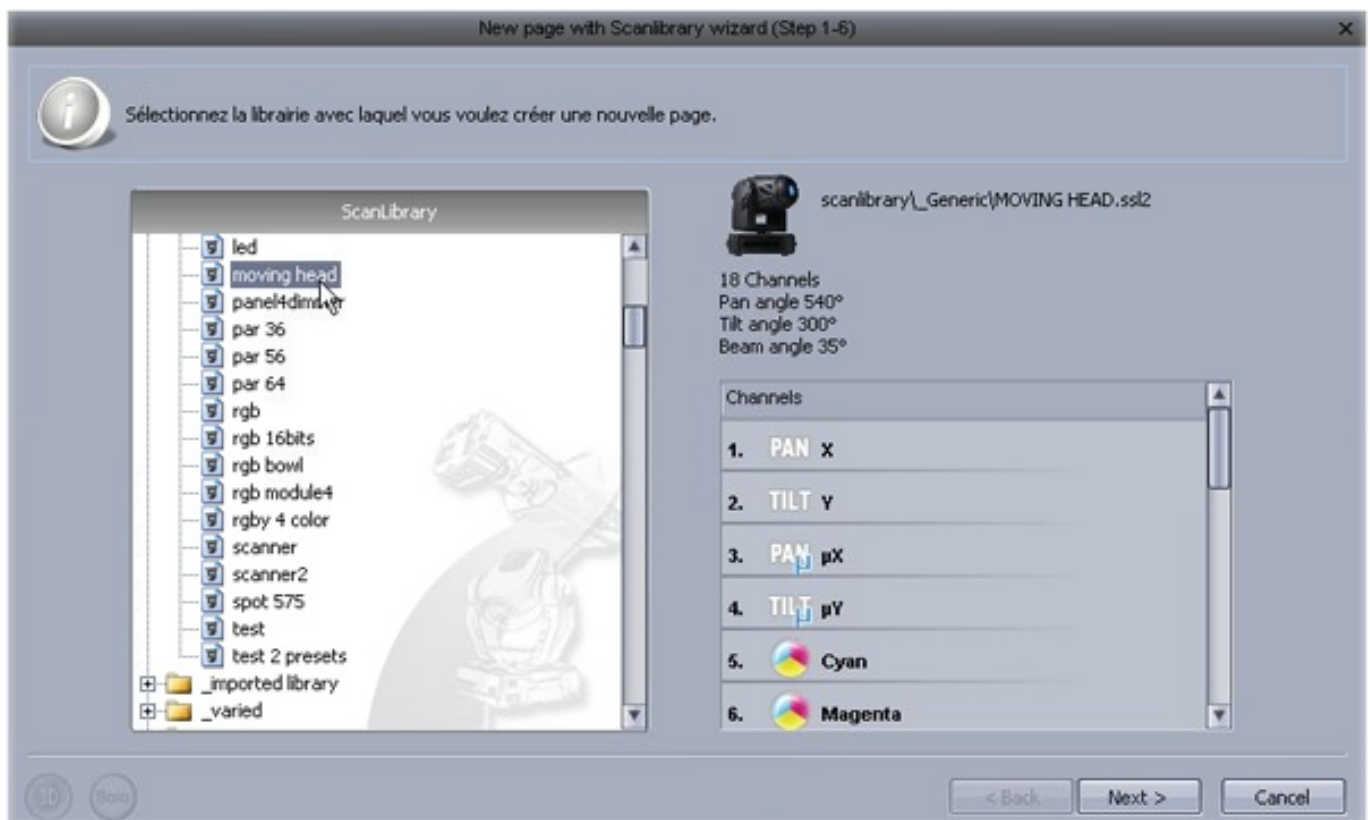 New page with Scanlibrary wizard (Step 1-6)
Sélectionnez la librairie avec laquel vous voulez créer une nouvelle page.
ScanLibrary
led
moving head
panel4dimmer
par 36
par 56
par 64
rgb
rgb 16bits
rgb bowl
rgb module4
rgby 4 color
scanner
scanner2
spot 575
test
test 2 presets
_imported library
_varied
scanlibrary\_Generic\MOVING HEAD.ssl2
18 Channels
Pan angle 540°
Tilt angle 300°
Beam angle 35°
Channels
1. PAN X
2. TILT Y
3. PAN µ µX
4. TILT µ µY
5. Cyan
6. Magenta
3D Solo
< Back Next > Cancel